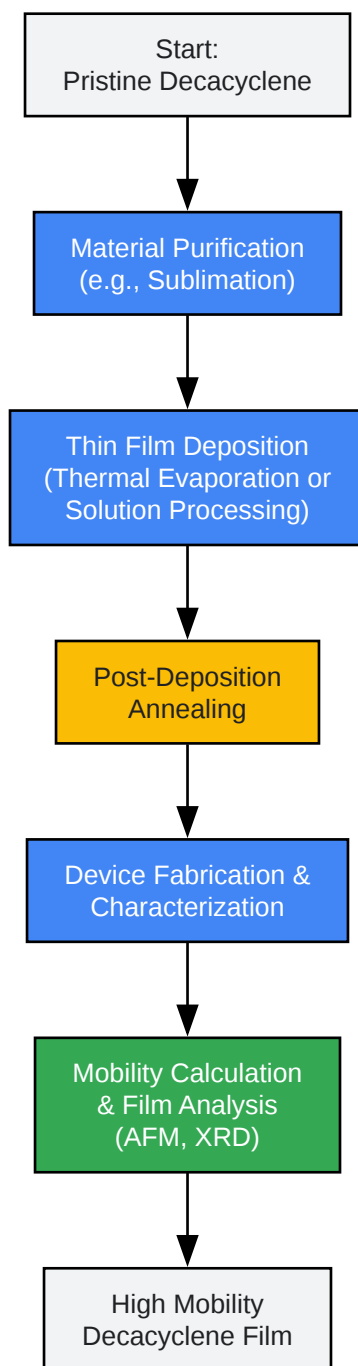 Start:
Pristine Decacyclene
Material Purification
(e.g., Sublimation)
Thin Film Deposition
(Thermal Evaporation or
Solution Processing)
Post-Deposition
Annealing
Device Fabrication &
Characterization
Mobility Calculation
& Film Analysis
(AFM, XRD)
High Mobility
Decacyclene Film